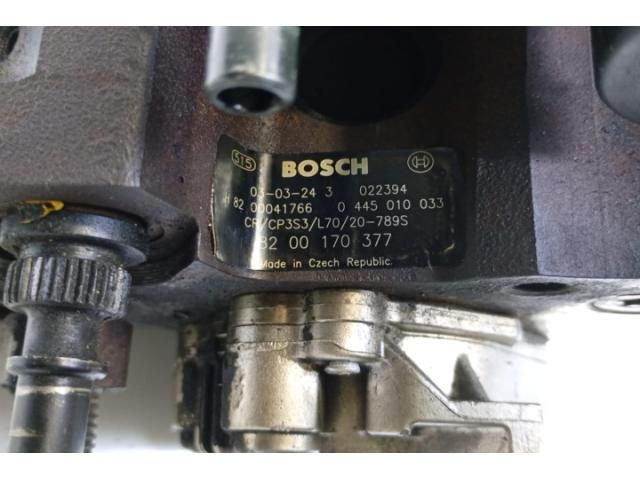 515 BOSCH
03-03-24 3 022394
H 82 00041766 0 445 010 033
CR/CP3S3/L70/20-789S
82 00 170 377
Made in Czech Republic.